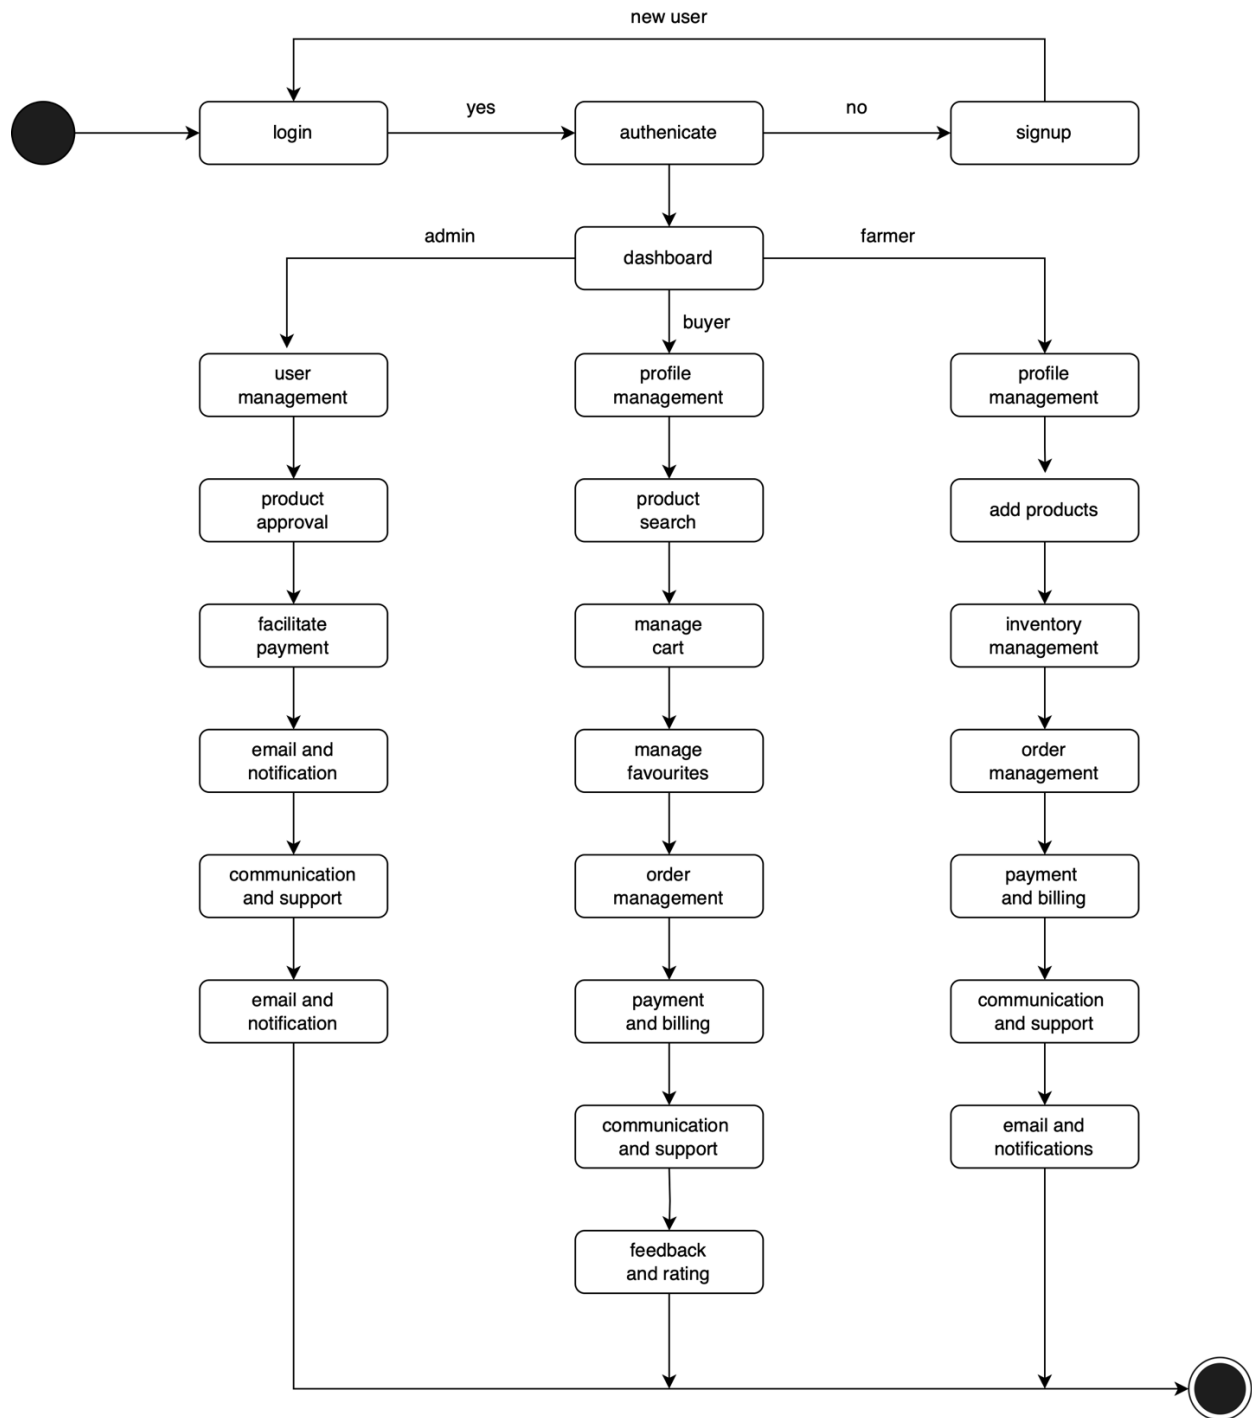 new user
login
yes
authenicate
no
signup
admin
dashboard
farmer
buyer
user
management
profile
management
profile
management
product
approval
product
search
add products
facilitate
payment
manage
cart
inventory
management
email and
notification
manage
favourites
order
management
communication
and support
order
management
payment
and billing
email and
notification
payment
and billing
communication
and support
communication
and support
email and
notifications
feedback
and rating